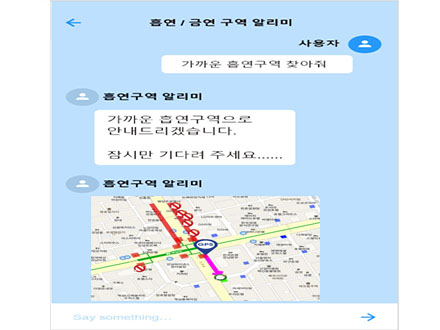 흡연 / 금연 구역 알리미
사용자
가까운 흡연구역 찾아줘
흡연구역 알리미
가까운 흡연구역으로
안내드리겠습니다.
잠시만 기다려 주세요......
흡연구역 알리미
GPS
Say something...